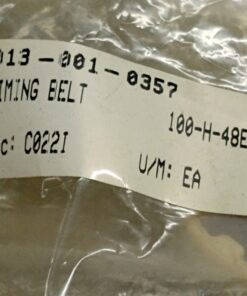 013-001-0357
IMING BELT
100-H-48E
c: C022I
U/M: EA